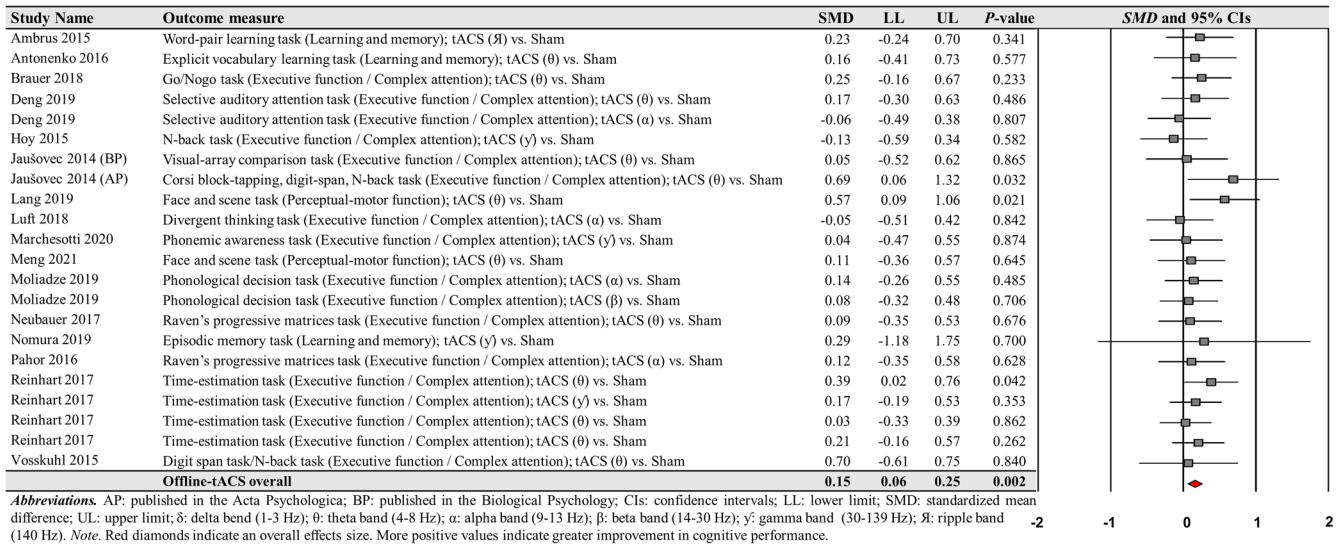 Study Name Outcome measure SMD LL UL P-value SMD and 95% CIs
Ambrus 2015 Word-pair learning task (Learning and memory); tACS (Я) vs. Sham 0.23 -0.24 0.70 0.341
Antonenko 2016 Explicit vocabulary learning task (Learning and memory); tACS (θ) vs. Sham 0.16 -0.41 0.73 0.577
Brauer 2018 Go/Nogo task (Executive function / Complex attention); tACS (θ) vs. Sham 0.25 -0.16 0.67 0.233
Deng 2019 Selective auditory attention task (Executive function / Complex attention); tACS (θ) vs. Sham 0.17 -0.30 0.63 0.486
Deng 2019 Selective auditory attention task (Executive function / Complex attention); tACS (α) vs. Sham -0.06 -0.49 0.38 0.807
Hoy 2015 N-back task (Executive function / Complex attention); tACS (ƴ) vs. Sham -0.13 -0.59 0.34 0.582
Jaušovec 2014 (BP) Visual-array comparison task (Executive function / Complex attention); tACS (θ) vs. Sham 0.05 -0.52 0.62 0.865
Jaušovec 2014 (AP) Corsi block-tapping, digit-span, N-back task (Executive function / Complex attention); tACS (θ) vs. Sham 0.69 0.06 1.32 0.032
Lang 2019 Face and scene task (Perceptual-motor function); tACS (θ) vs. Sham 0.57 0.09 1.06 0.021
Luft 2018 Divergent thinking task (Executive function / Complex attention); tACS (α) vs. Sham -0.05 -0.51 0.42 0.842
Marchesotti 2020 Phonemic awareness task (Executive function / Complex attention); tACS (ƴ) vs. Sham 0.04 -0.47 0.55 0.874
Meng 2021 Face and scene task (Perceptual-motor function); tACS (θ) vs. Sham 0.11 -0.36 0.57 0.645
Moliadze 2019 Phonological decision task (Executive function / Complex attention); tACS (α) vs. Sham 0.14 -0.26 0.55 0.485
Moliadze 2019 Phonological decision task (Executive function / Complex attention); tACS (β) vs. Sham 0.08 -0.32 0.48 0.706
Neubauer 2017 Raven's progressive matrices task (Executive function / Complex attention); tACS (θ) vs. Sham 0.09 -0.35 0.53 0.676
Nomura 2019 Episodic memory task (Learning and memory); tACS (ƴ) vs. Sham 0.29 -1.18 1.75 0.700
Pahor 2016 Raven's progressive matrices task (Executive function / Complex attention); tACS (α) vs. Sham 0.12 -0.35 0.58 0.628
Reinhart 2017 Time-estimation task (Executive function / Complex attention); tACS (θ) vs. Sham 0.39 0.02 0.76 0.042
Reinhart 2017 Time-estimation task (Executive function / Complex attention); tACS (ƴ) vs. Sham 0.17 -0.19 0.53 0.353
Reinhart 2017 Time-estimation task (Executive function / Complex attention); tACS (θ) vs. Sham 0.03 -0.33 0.39 0.862
Reinhart 2017 Time-estimation task (Executive function / Complex attention); tACS (θ) vs. Sham 0.21 -0.16 0.57 0.262
Vosskuhl 2015 Digit span task/N-back task (Executive function / Complex attention); tACS (θ) vs. Sham 0.70 -0.61 0.75 0.840
Offline-tACS overall 0.15 0.06 0.25 0.002
Abbreviations. AP: published in the Acta Psychologica; BP: published in the Biological Psychology; CIs: confidence intervals; LL: lower limit; SMD: standardized mean
difference; UL: upper limit; δ: delta bend (1-3 Hz); θ: theta band (4-8 Hz); α: alpha band (9-13 Hz); β: beta band (14-30 Hz); ƴ: gamma band (30-139 Hz); Я: ripple band
(140 Hz). Note. Red diamonds indicate an overall effects size. More positive values indicate greater improvement in cognitive performance.
-2 -1 0 1 2